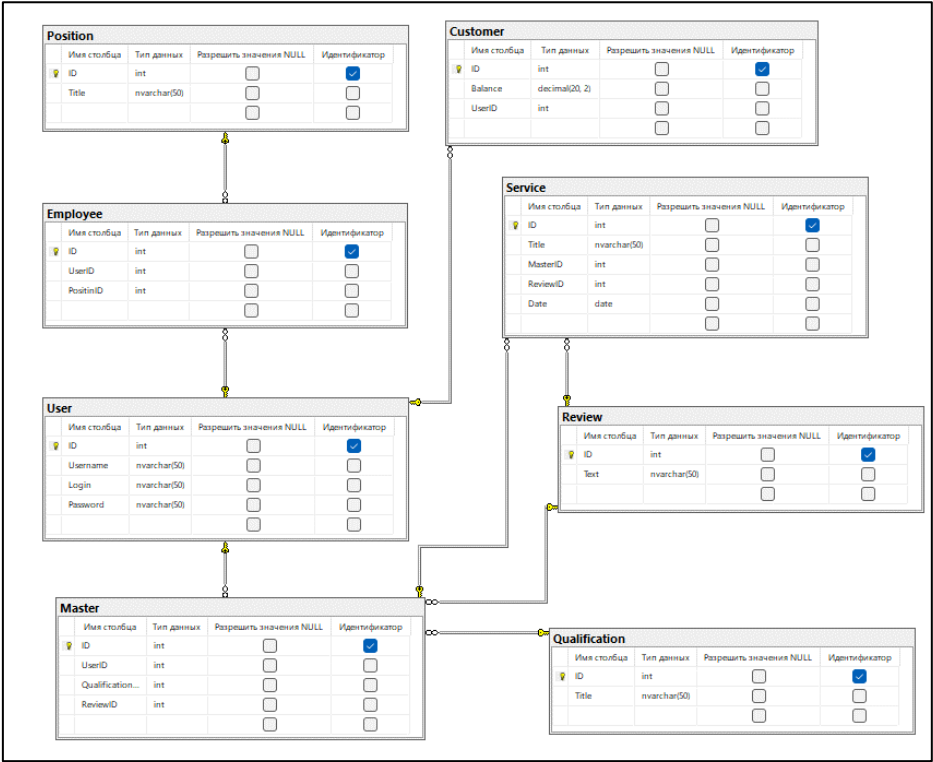 Position
Имя столбца Тип данных Разрешить значения NULL Идентификатор
ID int
Title nvarchar(50)
Customer
Имя столбца Тип данных Разрешить значения NULL Идентификатор
ID int
Balance decimal(20, 2)
UserID int
Service
Имя столбца Тип данных Разрешить значения NULL Идентификатор
ID int
Title nvarchar(50)
MasterID int
ReviewID int
Date date
Employee
Имя столбца Тип данных Разрешить значения NULL Идентификатор
ID int
UserID int
PositinID int
User
Имя столбца Тип данных Разрешить значения NULL Идентификатор
ID int
Username nvarchar(50)
Login nvarchar(50)
Password nvarchar(50)
Review
Имя столбца Тип данных Разрешить значения NULL Идентификатор
ID int
Text nvarchar(50)
Master
Имя столбца Тип данных Разрешить значения NULL Идентификатор
ID int
UserID int
Qualification... int
ReviewID int
Qualification
Имя столбца Тип данных Разрешить значения NULL Идентификатор
ID int
Title nvarchar(50)